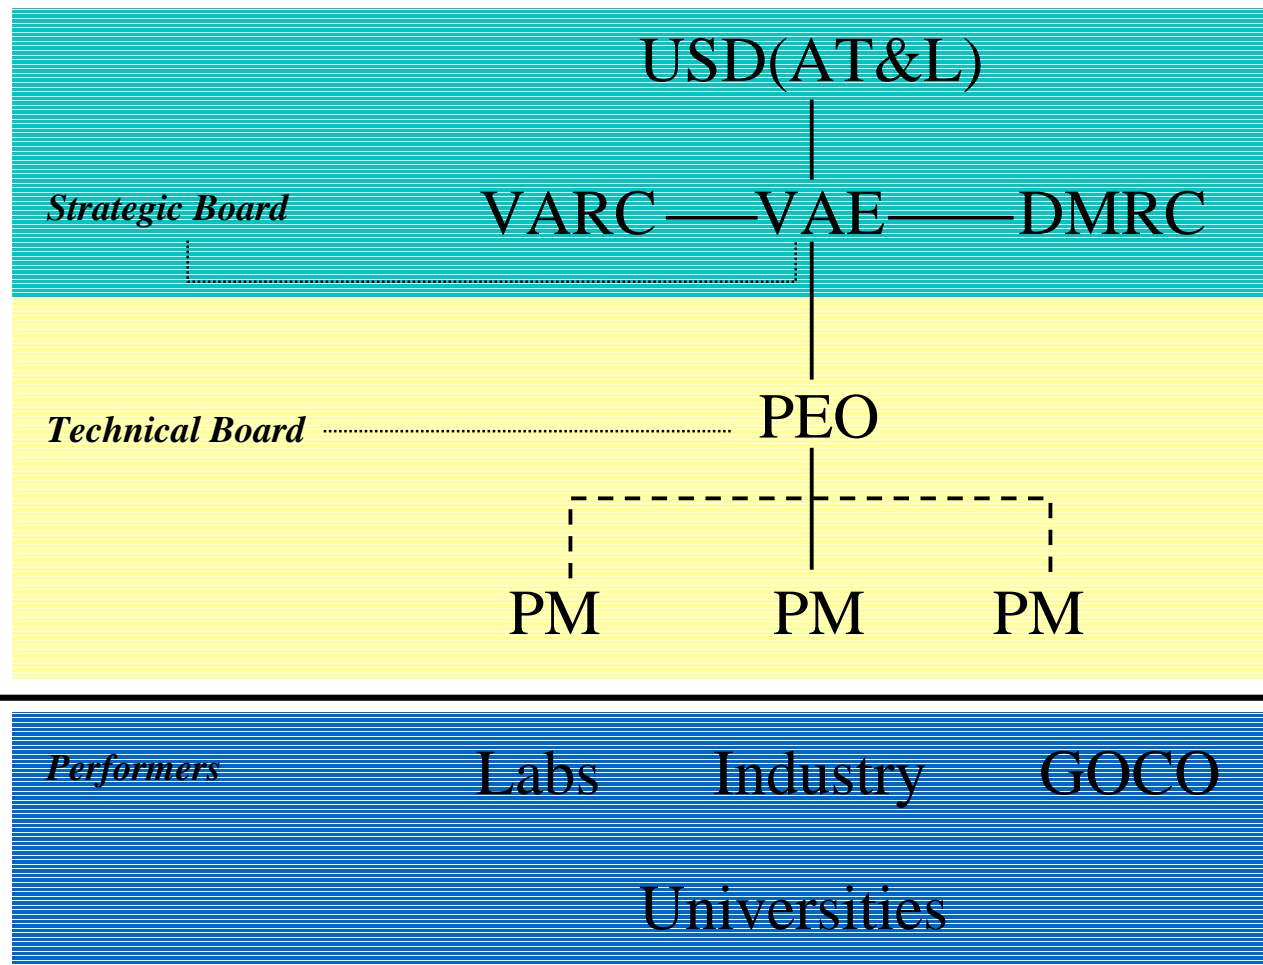 USD(AT&L)
Strategic Board VARC VAE DMRC
Technical Board PEO
PM PM PM
Performers Labs Industry GOCO
Universities